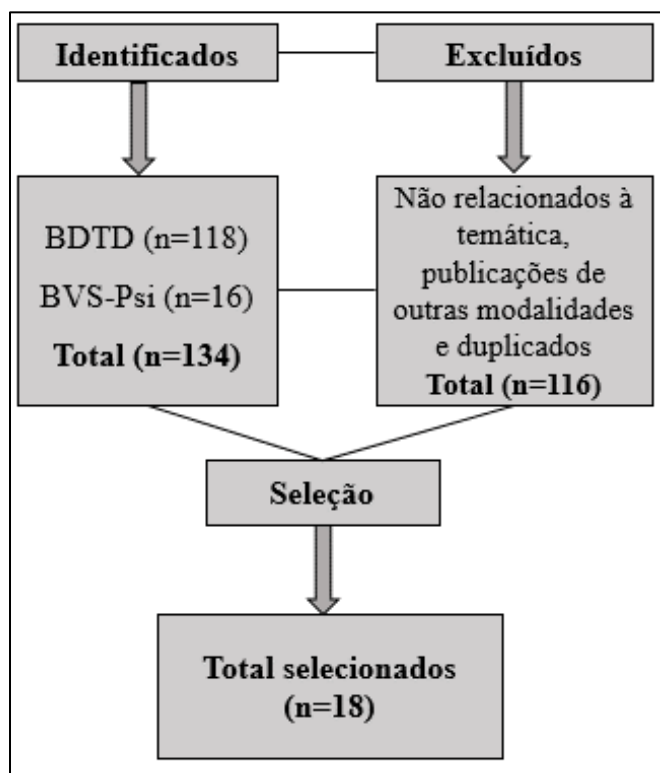 Identificados
Excluídos
BDTD (n=118)
BVS-Psi (n=16)
Total (n=134)
Não relacionados à
temática,
publicações de
outras modalidades
e duplicados
Total (n=116)
Seleção
Total selecionados
(n=18)